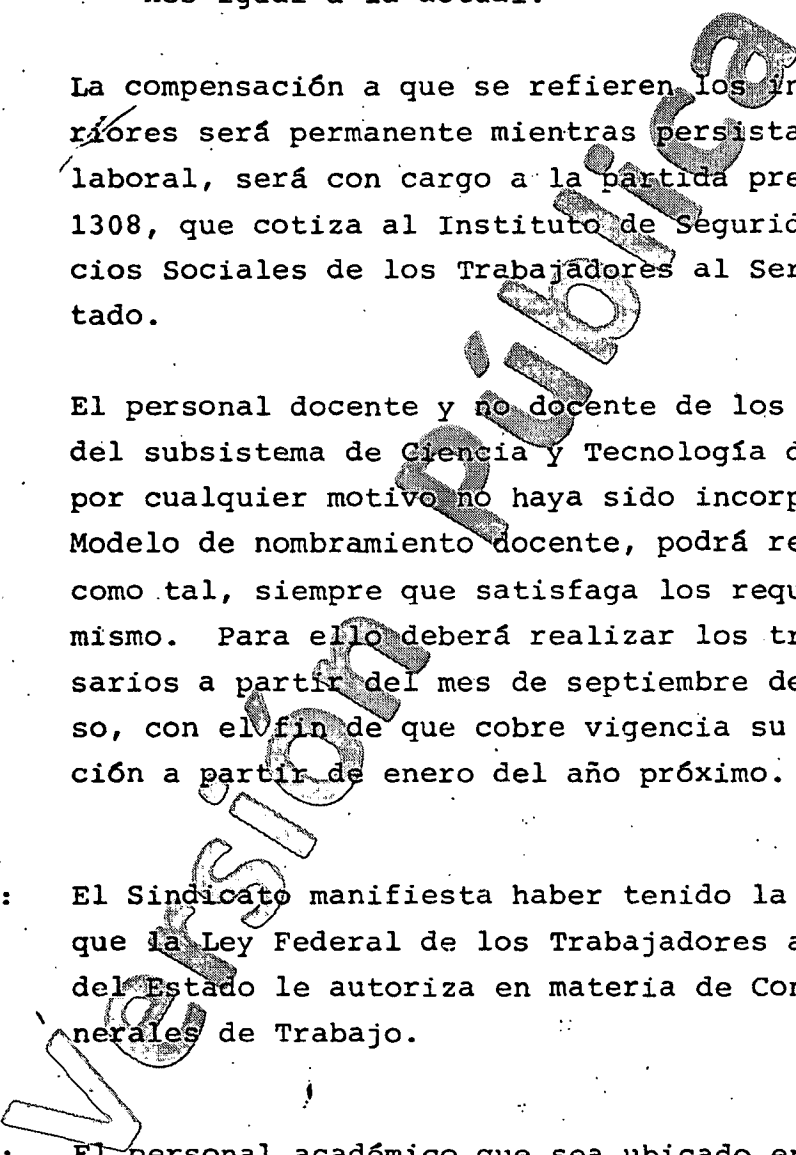 mes igual a la actual.
La compensación a que se refieren los in
riores será permanente mientras persista
laboral, será con cargo a la partida pre
1308, que cotiza al Instituto de Segurid
cios Sociales de los Trabajadores al Ser
tado.
El personal docente y no docente de los
del subsistema de Ciencia y Tecnología d
por cualquier motivo no haya sido incorp
Modelo de nombramiento docente, podrá re
como tal, siempre que satisfaga los requ
mismo. Para ello deberá realizar los tr
sarios a partir del mes de septiembre de
so, con el fin de que cobre vigencia su
ción a partir de enero del año próximo.
: El Sindicato manifiesta haber tenido la
que la Ley Federal de los Trabajadores a
del Estado le autoriza en materia de Con
nerales de Trabajo.
: El personal académico que sea ubicado en
Versión Pública